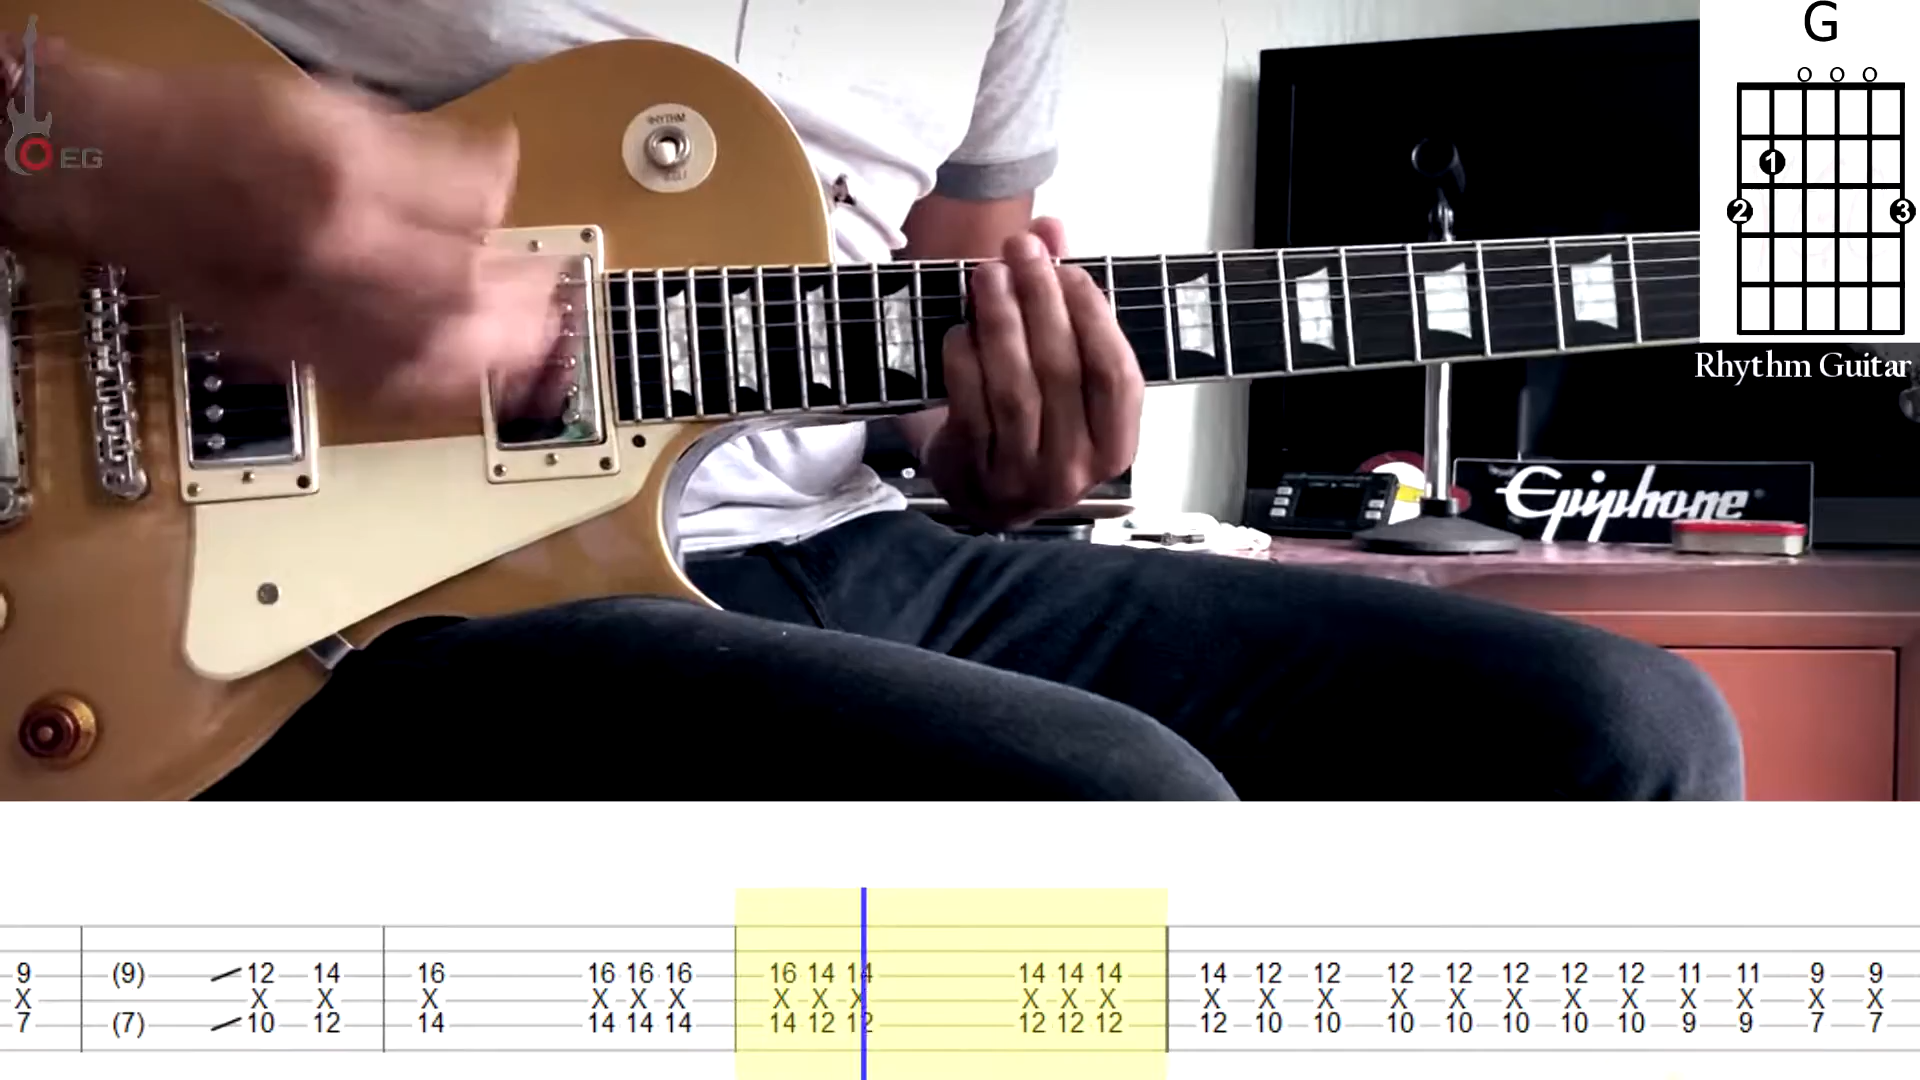 G
O O O
1
2 3
Rhythm Guitar
RHYTHM
EG
Epiphone
9 (9) 12 14 16 16 16 16 16 14 14 14 14 14 14 12 12 12 12 12 12 12 11 11 9 9
X X X X X X X X X X X X X X X X X X X X X X X X X
7 (7) 10 12 14 14 14 14 14 12 12 12 12 12 12 10 10 10 10 10 10 10 9 9 7 7